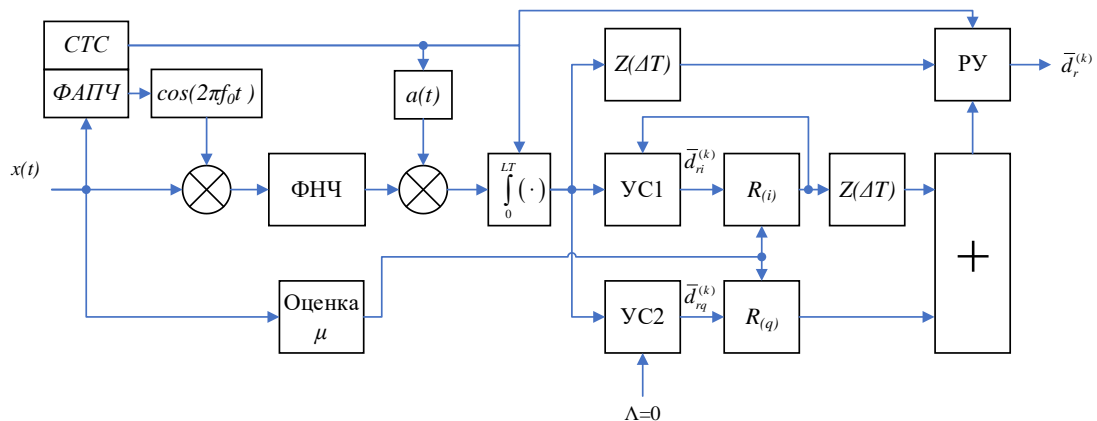 СТС
ФАПЧ
cos(2πf₀t )
a(t)
Z(ΔT)
РУ
d̅ᵣ⁽ᵏ⁾
x(t)
ФНЧ
LT
∫(·)
0
УС1
d̅ᵣᵢ⁽ᵏ⁾
R(i)
Z(ΔT)
+
Оценка
μ
УС2
d̅_{rq}⁽ᵏ⁾
R(q)
Λ=0